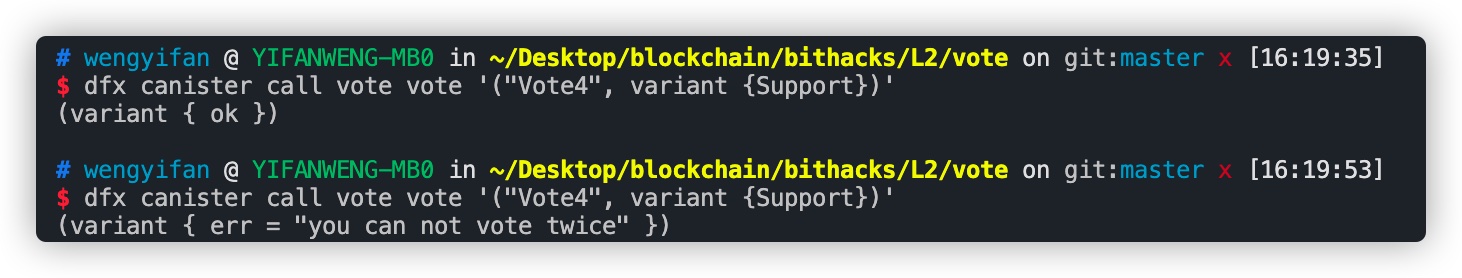 # wengyifan @ YIFANWENG-MB0 in ~/Desktop/blockchain/bithacks/L2/vote on git:master x [16:19:35]
$ dfx canister call vote vote '("Vote4", variant {Support})'
(variant { ok })
# wengyifan @ YIFANWENG-MB0 in ~/Desktop/blockchain/bithacks/L2/vote on git:master x [16:19:53]
$ dfx canister call vote vote '("Vote4", variant {Support})'
(variant { err = "you can not vote twice" })